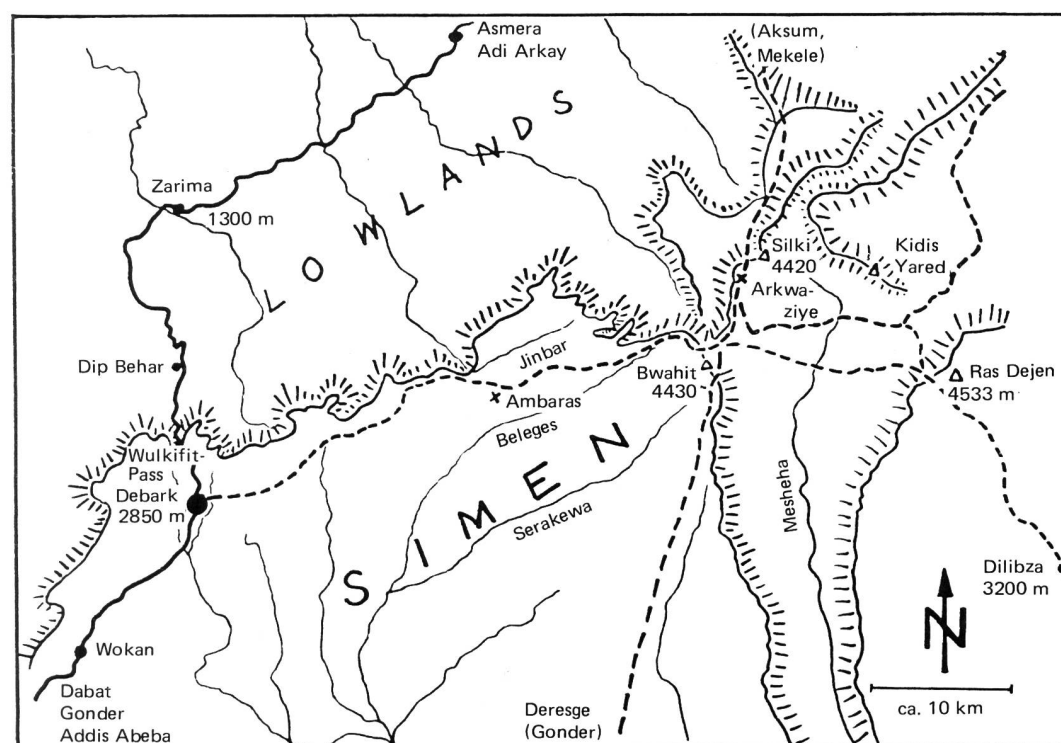 Asmera
Adi Arkay
(Aksum,
Mekele)
LOWLANDS
Zarima
1300 m
Silki
4420
Kidis
Yared
Arkwa-
ziye
Dip Behar
Jinbar
Bwahit
4430
Ras Dejen
4533 m
Ambaras
Beleges
Wulkifit-
Pass
Debark
2850 m
SIMEN
Serakewa
Mesheha
Dilibza
3200 m
N
Wokan
Dabat
Gonder
Addis Abeba
Deresge
(Gonder)
ca. 10 km